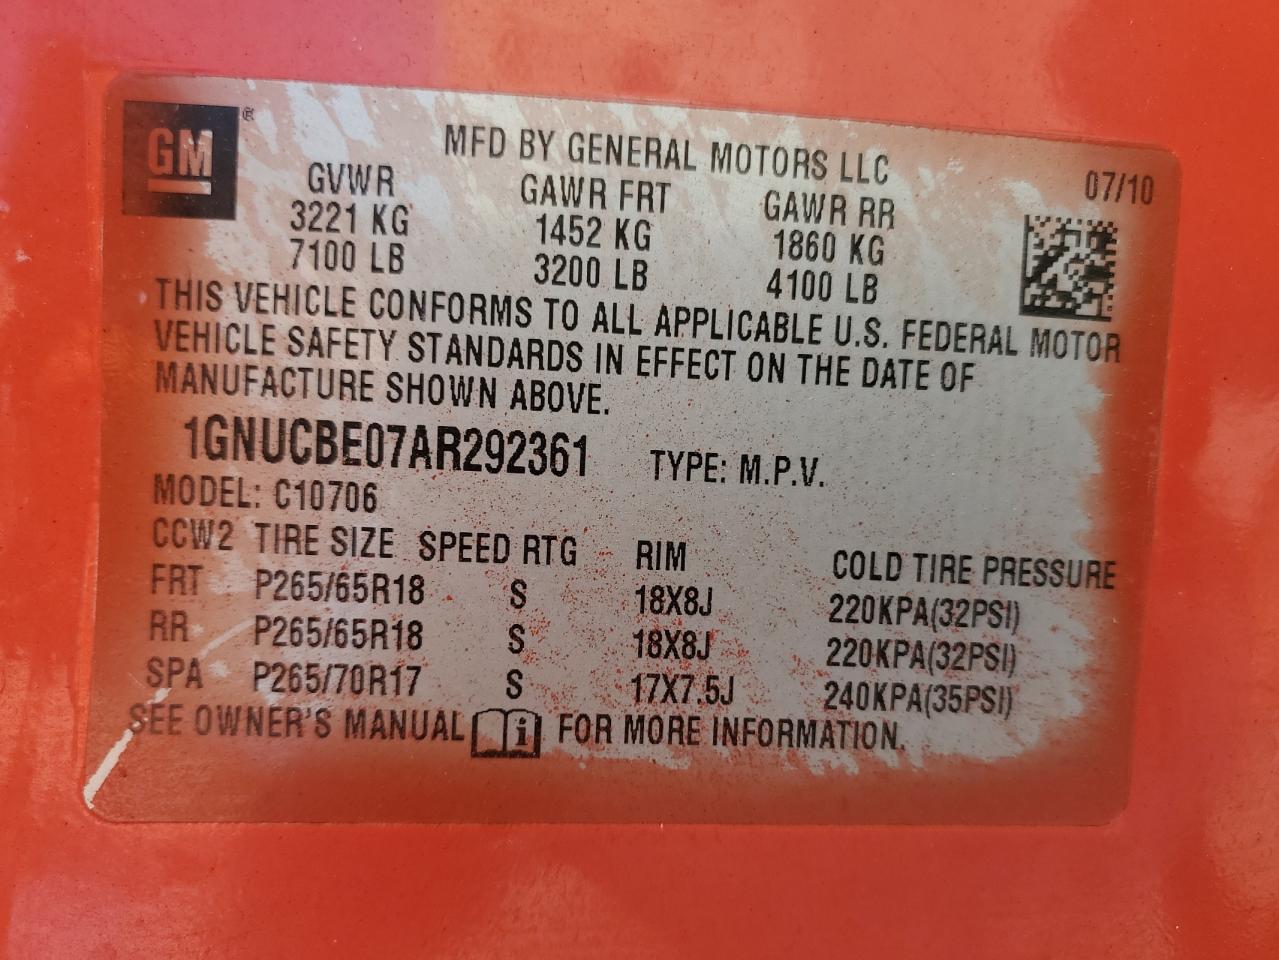 GM ®
MFD BY GENERAL MOTORS LLC
07/10
GVWR GAWR FRT GAWR RR
3221 KG 1452 KG 1860 KG
7100 LB 3200 LB 4100 LB
THIS VEHICLE CONFORMS TO ALL APPLICABLE U.S. FEDERAL MOTOR
VEHICLE SAFETY STANDARDS IN EFFECT ON THE DATE OF
MANUFACTURE SHOWN ABOVE.
1GNUCBE07AR292361 TYPE: M.P.V.
MODEL: C10706
CCW2 TIRE SIZE SPEED RTG RIM COLD TIRE PRESSURE
FRT P265/65R18 S 18X8J 220KPA(32PSI)
RR P265/65R18 S 18X8J 220KPA(32PSI)
SPA P265/70R17 S 17X7.5J 240KPA(35PSI)
SEE OWNER'S MANUAL i FOR MORE INFORMATION.